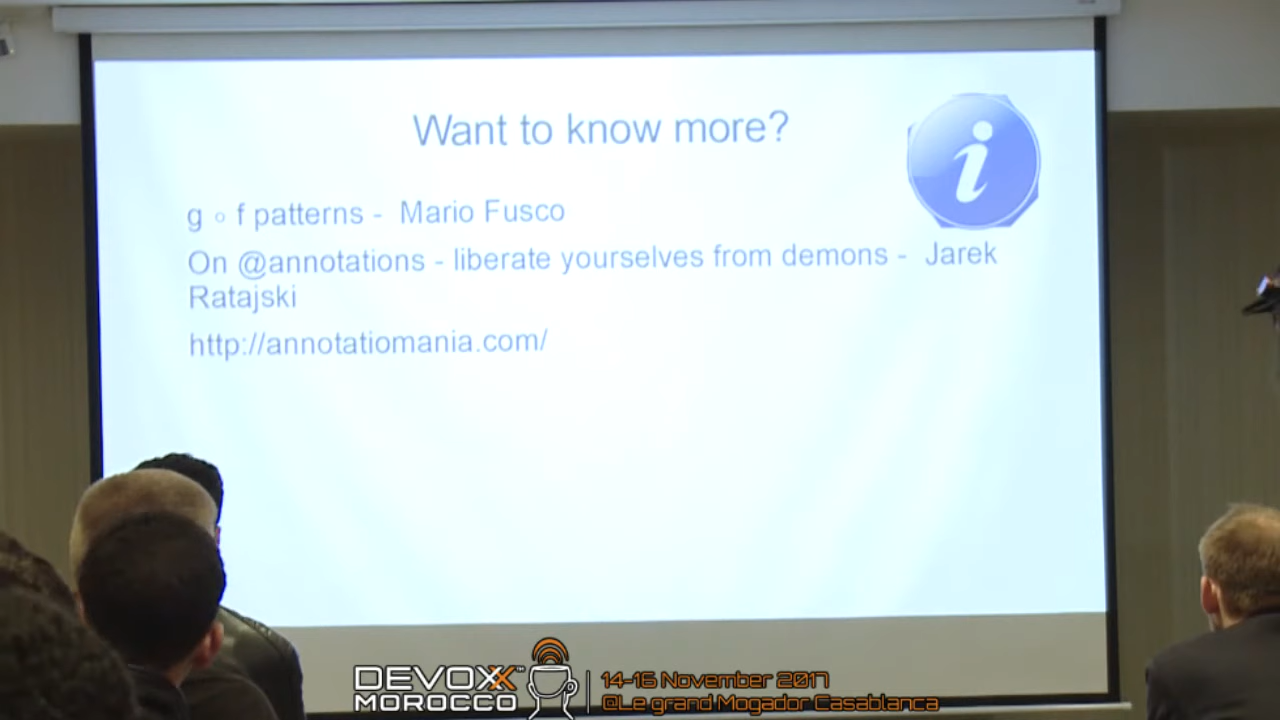 Want to know more?
g ∘ f patterns - Mario Fusco
On @annotations - liberate yourselves from demons - Jarek
Ratajski
http://annotatiomania.com/
DEVOXX™
MOROCCO
14-16 November 2017
@Le grand Mogador Casablanca